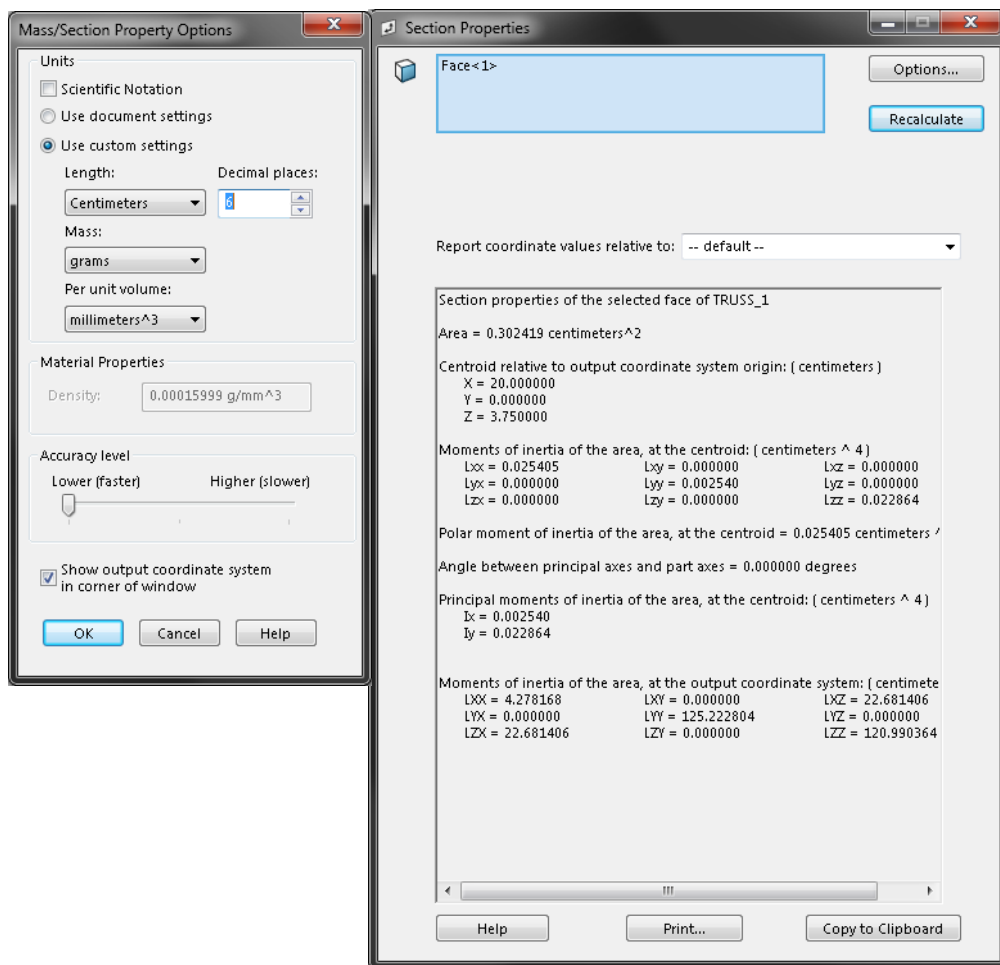 Mass/Section Property Options
Units
Scientific Notation
Use document settings
Use custom settings
Length: Decimal places:
Centimeters 6
Mass:
grams
Per unit volume:
millimeters^3
Material Properties
Density: 0.00015999 g/mm^3
Accuracy level
Lower (faster) Higher (slower)
Show output coordinate system
in corner of window
OK Cancel Help
Section Properties
Face<1>
Options...
Recalculate
Report coordinate values relative to: -- default --
Section properties of the selected face of TRUSS_1
Area = 0.302419 centimeters^2
Centroid relative to output coordinate system origin: ( centimeters )
X = 20.000000
Y = 0.000000
Z = 3.750000
Moments of inertia of the area, at the centroid: ( centimeters ^ 4 )
Lxx = 0.025405 Lxy = 0.000000 Lxz = 0.000000
Lyx = 0.000000 Lyy = 0.002540 Lyz = 0.000000
Lzx = 0.000000 Lzy = 0.000000 Lzz = 0.022864
Polar moment of inertia of the area, at the centroid = 0.025405 centimeters ^
Angle between principal axes and part axes = 0.000000 degrees
Principal moments of inertia of the area, at the centroid: ( centimeters ^ 4 )
Ix = 0.002540
Iy = 0.022864
Moments of inertia of the area, at the output coordinate system: ( centimete
LXX = 4.278168 LXY = 0.000000 LXZ = 22.681406
LYX = 0.000000 LYY = 125.222804 LYZ = 0.000000
LZX = 22.681406 LZY = 0.000000 LZZ = 120.990364
Help Print... Copy to Clipboard